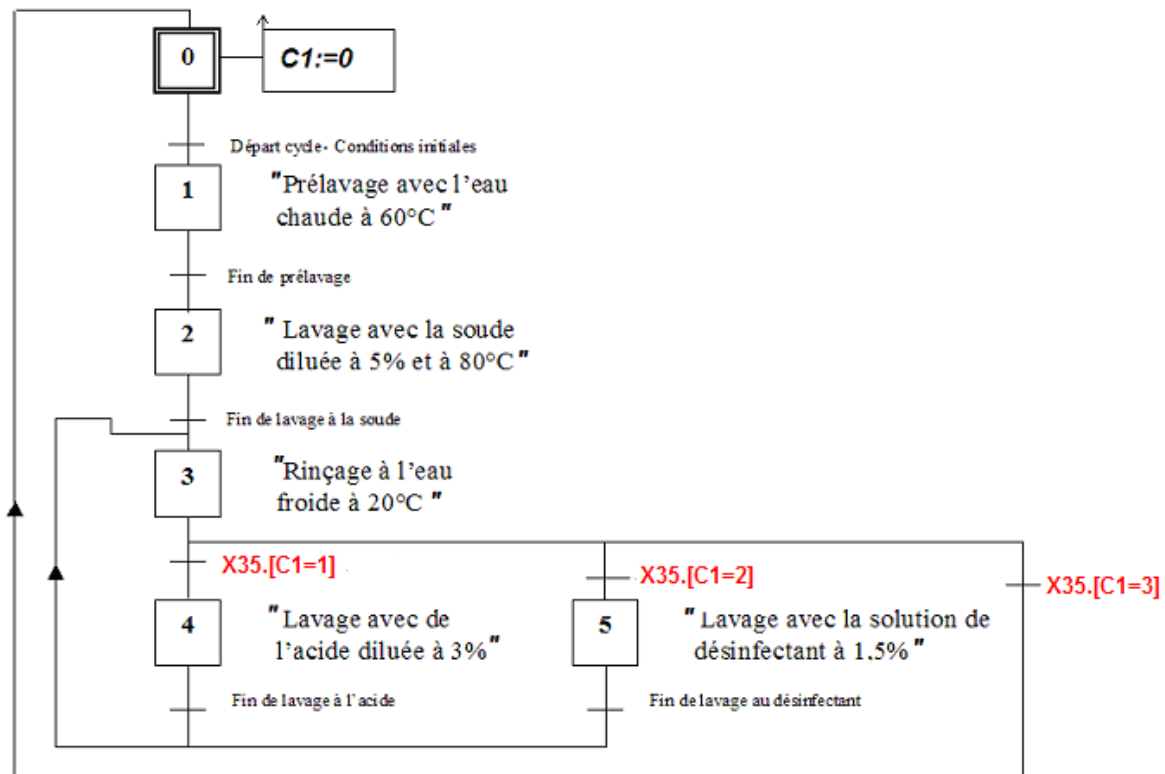 0
C1:=0
Départ cycle- Conditions initiales
1
"Prélavage avec l'eau
chaude à 60°C "
Fin de prélavage
2
" Lavage avec la soude
diluée à 5% et à 80°C "
Fin de lavage à la soude
3
"Rinçage à l'eau
froide à 20°C "
X35.[C1=1]
X35.[C1=2]
X35.[C1=3]
4
" Lavage avec de
l'acide diluée à 3% "
5
" Lavage avec la solution de
désinfectant à 1.5% "
Fin de lavage à l'acide
Fin de lavage au désinfectant